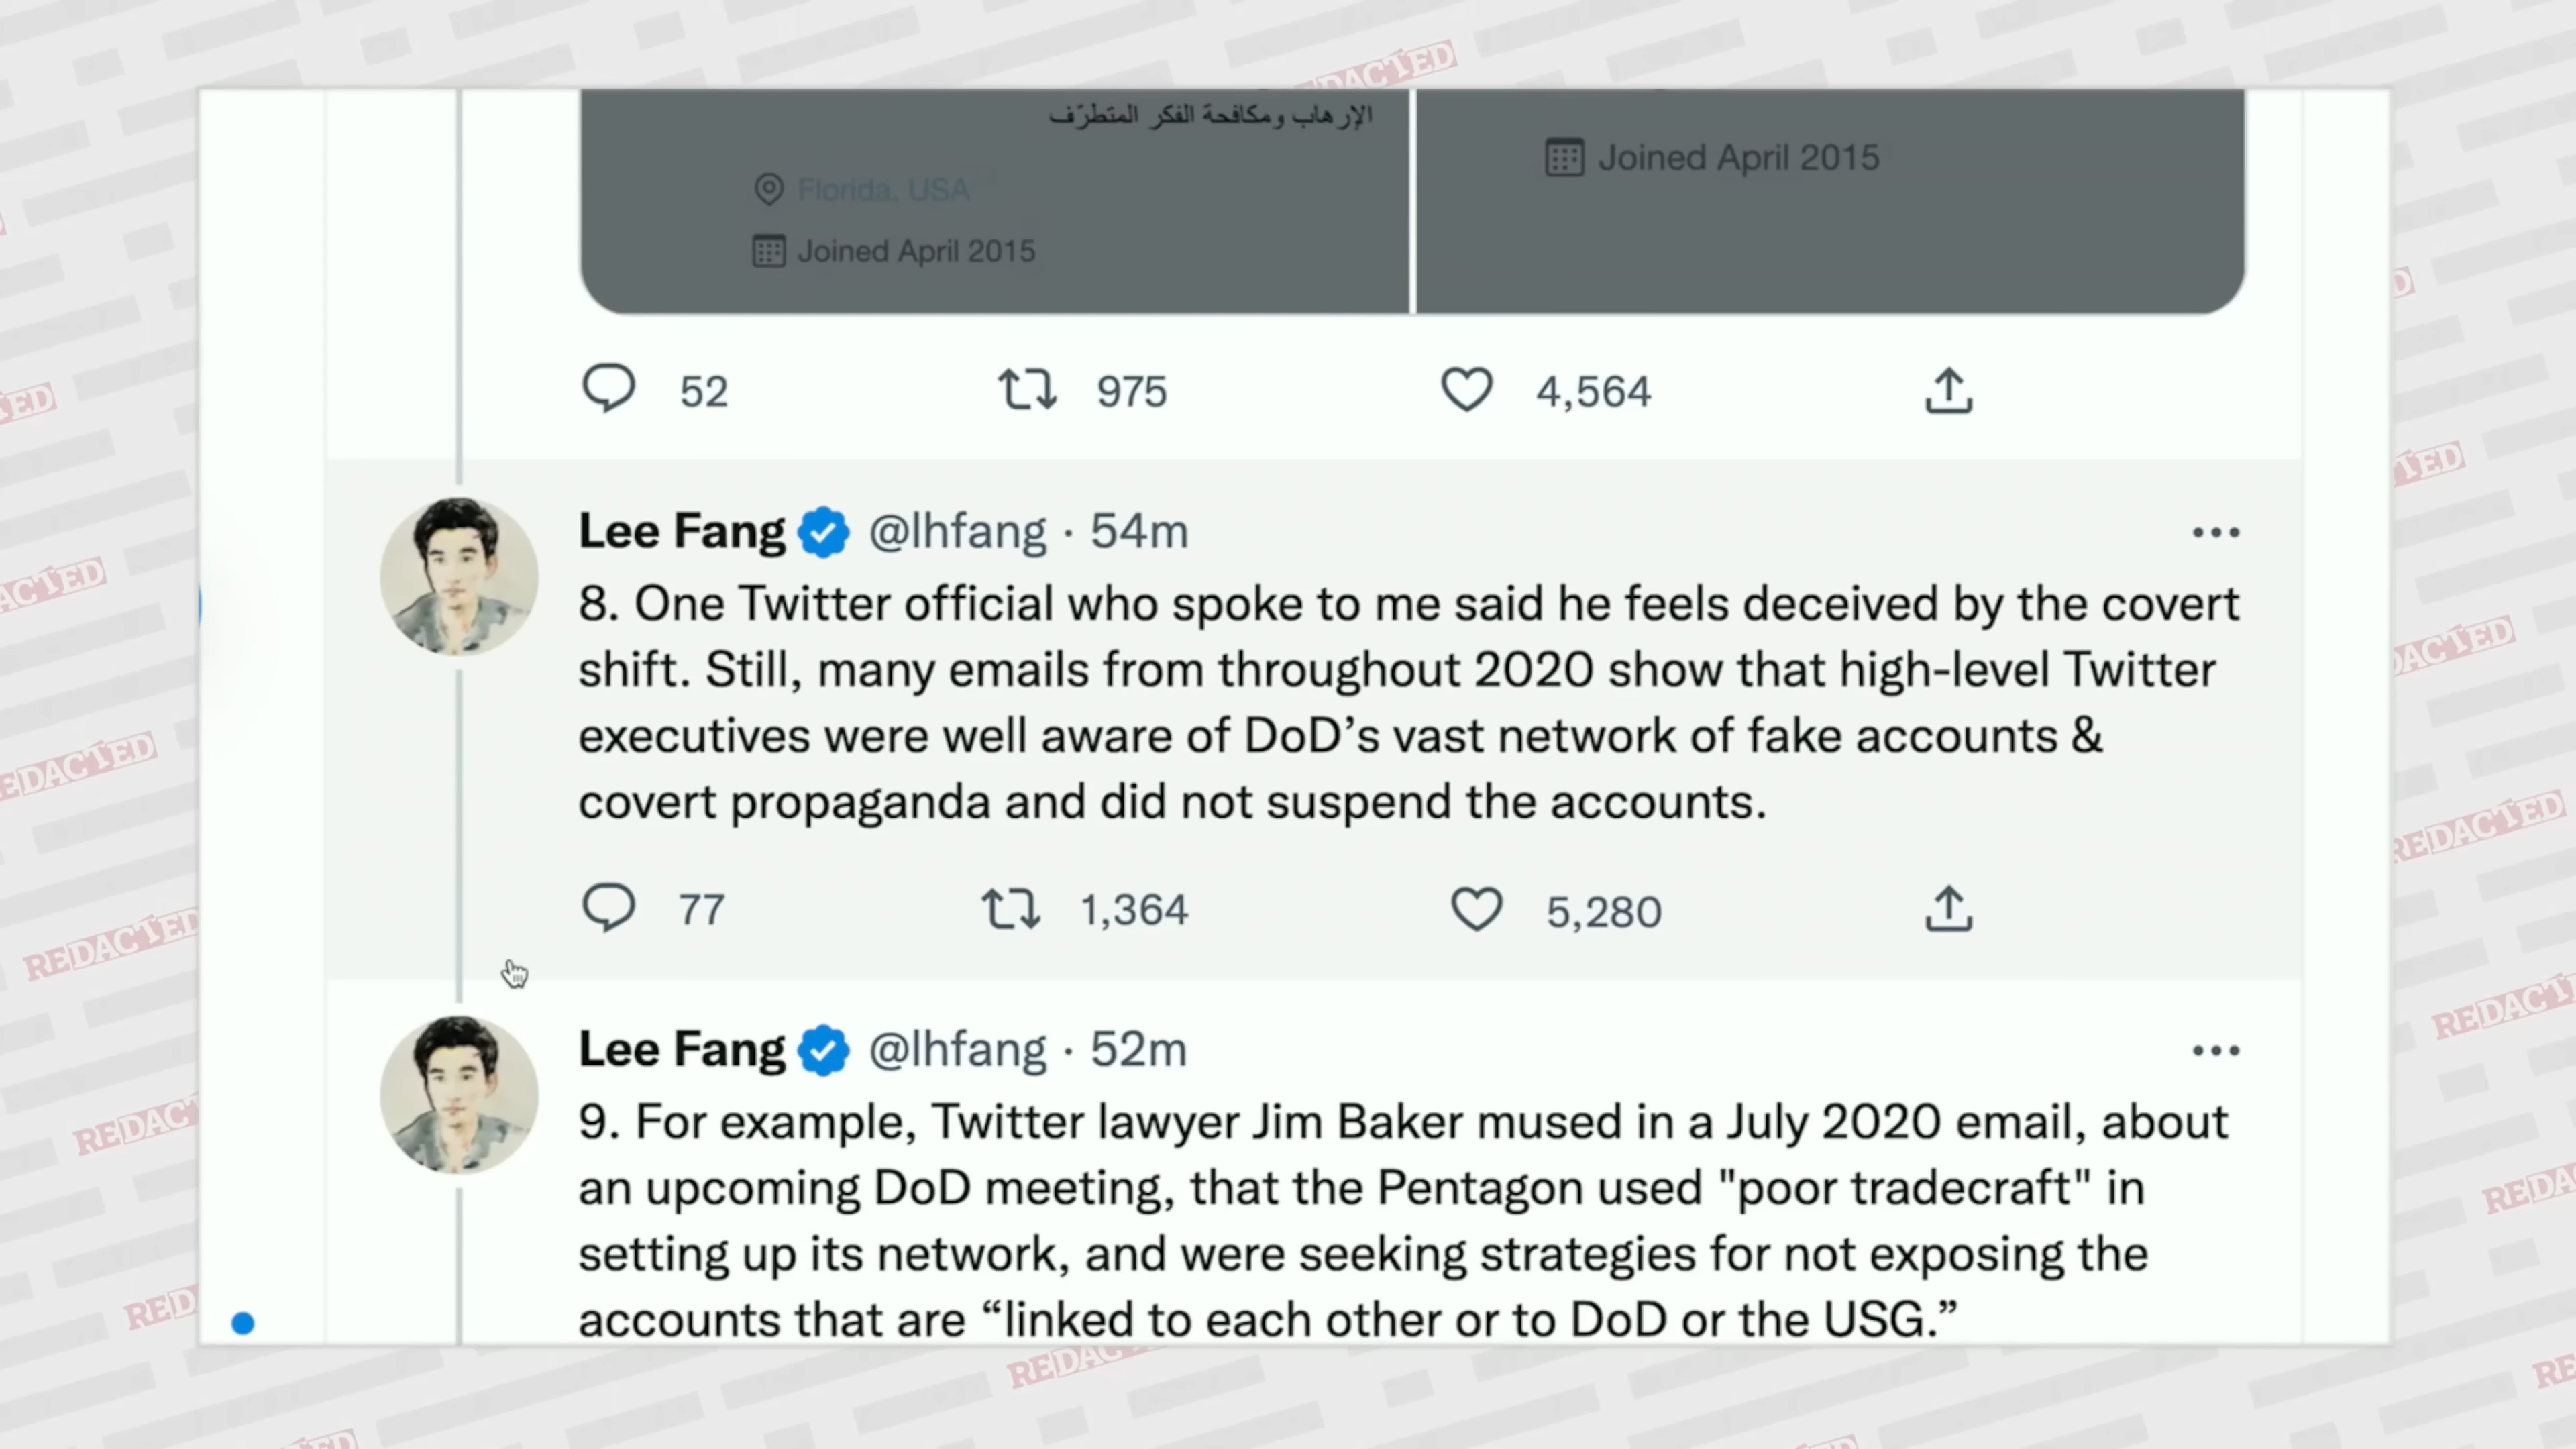 الإرهاب ومكافحة الفكر المتطرّف
Florida, USA
Joined April 2015
Joined April 2015
52 975 4,564
Lee Fang @lhfang · 54m
8. One Twitter official who spoke to me said he feels deceived by the covert
shift. Still, many emails from throughout 2020 show that high-level Twitter
executives were well aware of DoD’s vast network of fake accounts &
covert propaganda and did not suspend the accounts.
77 1,364 5,280
Lee Fang @lhfang · 52m
9. For example, Twitter lawyer Jim Baker mused in a July 2020 email, about
an upcoming DoD meeting, that the Pentagon used "poor tradecraft" in
setting up its network, and were seeking strategies for not exposing the
accounts that are “linked to each other or to DoD or the USG.”
REDACTED
REDACTED
REDACTED
REDACTED